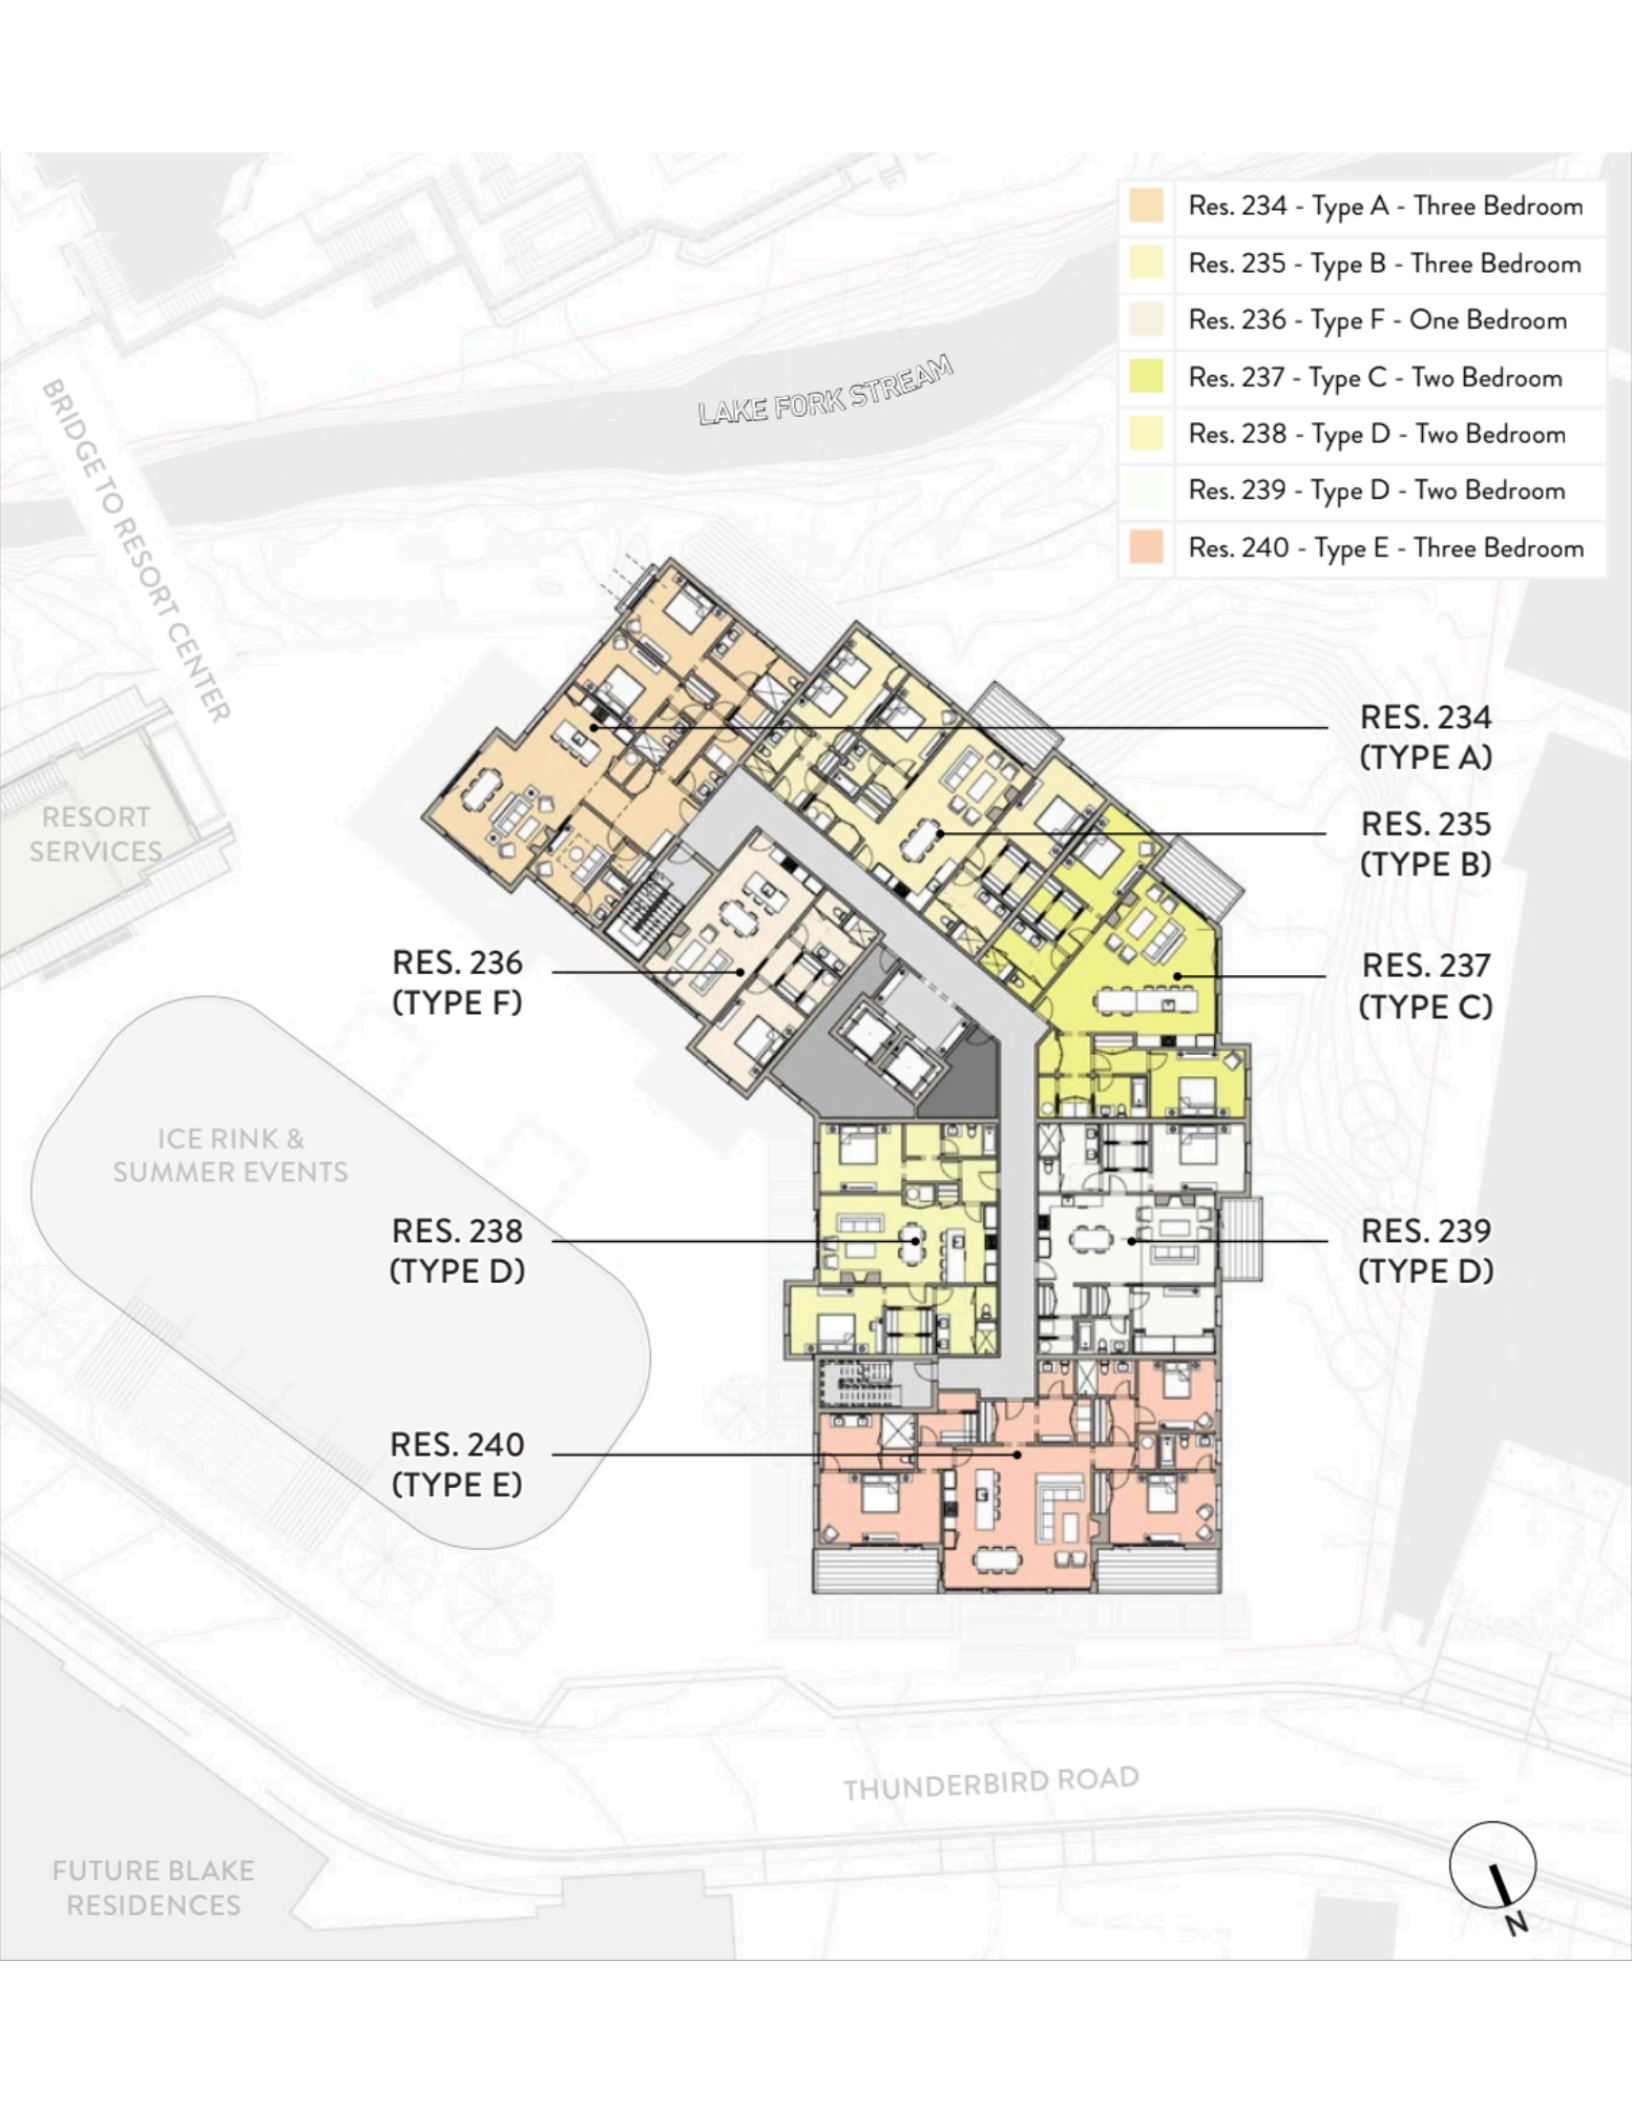 Res. 234 - Type A - Three Bedroom
Res. 235 - Type B - Three Bedroom
Res. 236 - Type F - One Bedroom
Res. 237 - Type C - Two Bedroom
Res. 238 - Type D - Two Bedroom
Res. 239 - Type D - Two Bedroom
Res. 240 - Type E - Three Bedroom
LAKE FORK STREAM
BRIDGE TO RESORT CENTER
RES. 234
(TYPE A)
RESORT
SERVICES
RES. 235
(TYPE B)
RES. 236
(TYPE F)
RES. 237
(TYPE C)
ICE RINK &
SUMMER EVENTS
RES. 238
(TYPE D)
RES. 239
(TYPE D)
RES. 240
(TYPE E)
THUNDERBIRD ROAD
FUTURE BLAKE
RESIDENCES
N